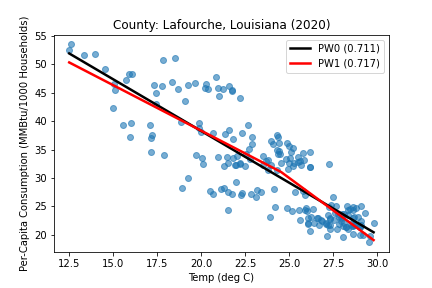 County: Lafourche, Louisiana (2020)
Per-Capita Consumption (MMBtu/1000 Households)
55
50
45
40
35
30
25
20
PW0 (0.711)
PW1 (0.717)
12.5 15.0 17.5 20.0 22.5 25.0 27.5 30.0
Temp (deg C)